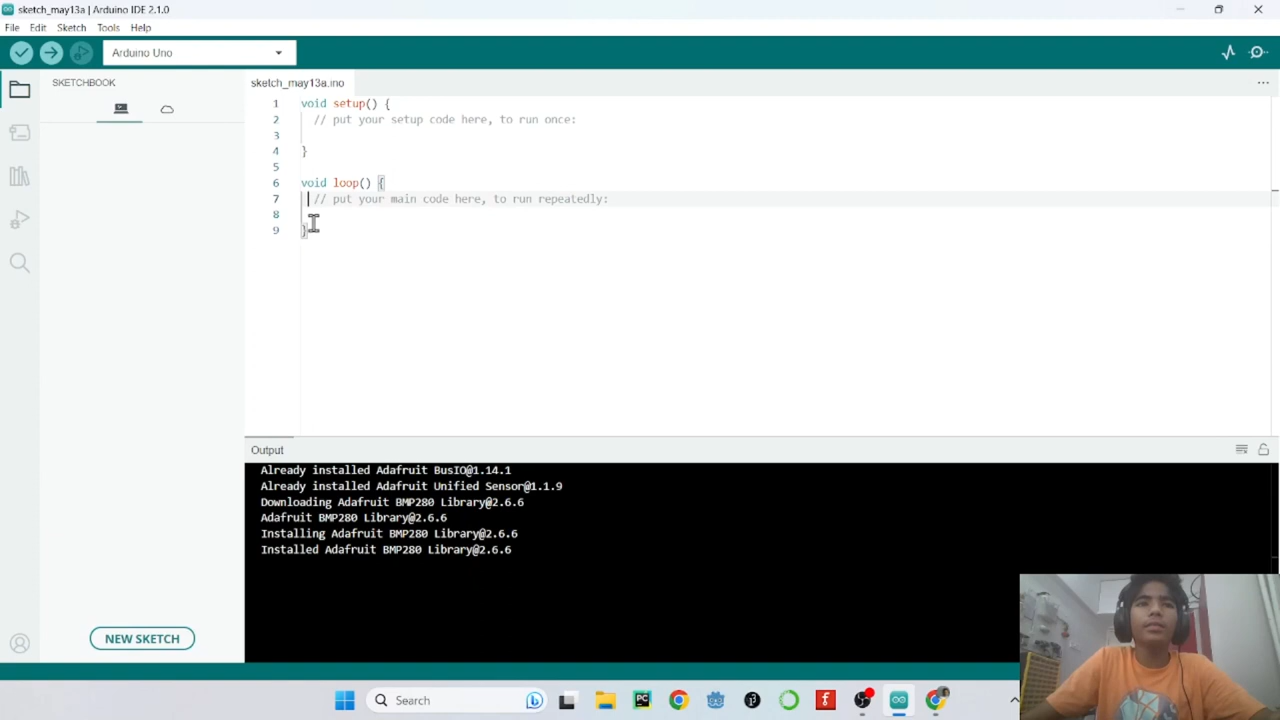 sketch_may13a | Arduino IDE 2.1.0
File Edit Sketch Tools Help
Arduino Uno
SKETCHBOOK
sketch_may13a.ino
1 void setup() {
2 // put your setup code here, to run once:
3
4 }
5
6 void loop() {
7 // put your main code here, to run repeatedly:
8
9 }
Output
Already installed Adafruit BusIO@1.14.1
Already installed Adafruit Unified Sensor@1.1.9
Downloading Adafruit BMP280 Library@2.6.6
Adafruit BMP280 Library@2.6.6
Installing Adafruit BMP280 Library@2.6.6
Installed Adafruit BMP280 Library@2.6.6
NEW SKETCH
Search
PC